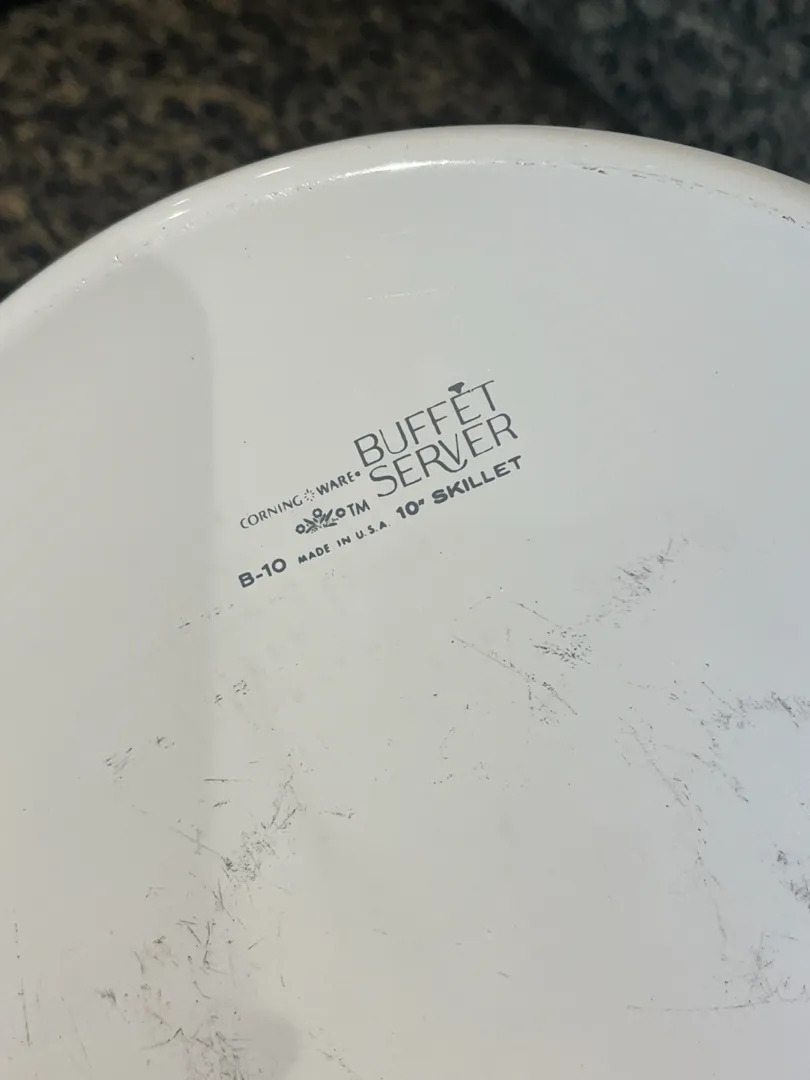 BUFFET
SERVER
CORNING WARE®
TM
B-10 MADE IN U.S.A. 10" SKILLET